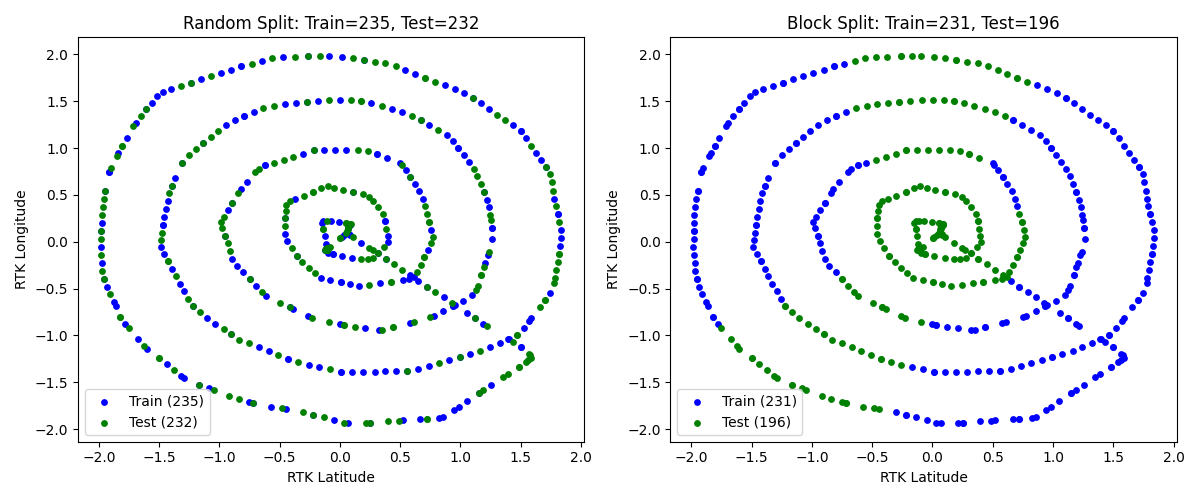 Random Split: Train=235, Test=232
RTK Longitude
2.0
1.5
1.0
0.5
0.0
−0.5
−1.0
−1.5
−2.0
Train (235)
Test (232)
−2.0 −1.5 −1.0 −0.5 0.0 0.5 1.0 1.5 2.0
RTK Latitude
Block Split: Train=231, Test=196
RTK Longitude
2.0
1.5
1.0
0.5
0.0
−0.5
−1.0
−1.5
−2.0
Train (231)
Test (196)
−2.0 −1.5 −1.0 −0.5 0.0 0.5 1.0 1.5 2.0
RTK Latitude